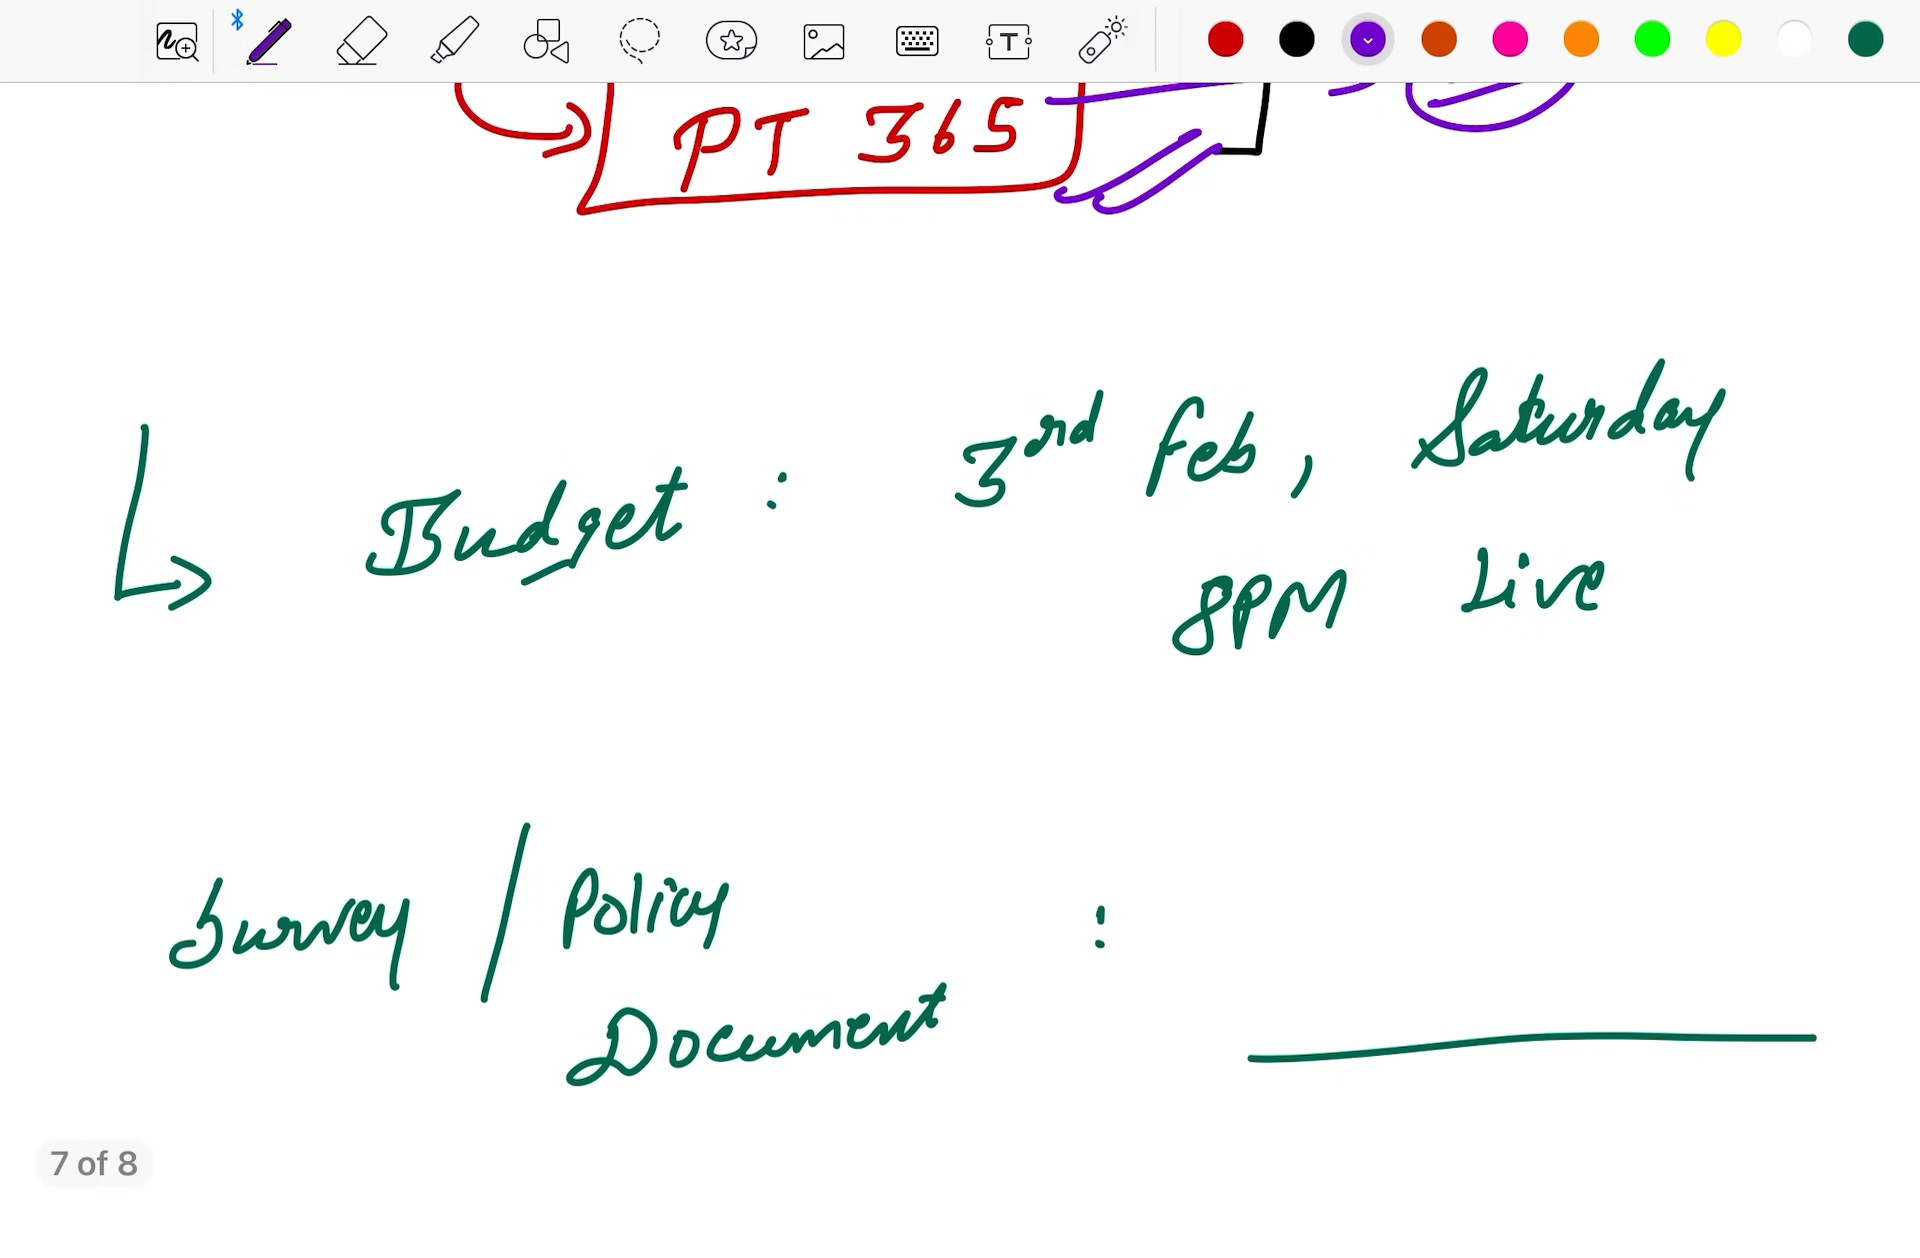 PT 365
Budget : 3rd Feb, Saturday
8PM Live
Survey / Policy :
Document
7 of 8